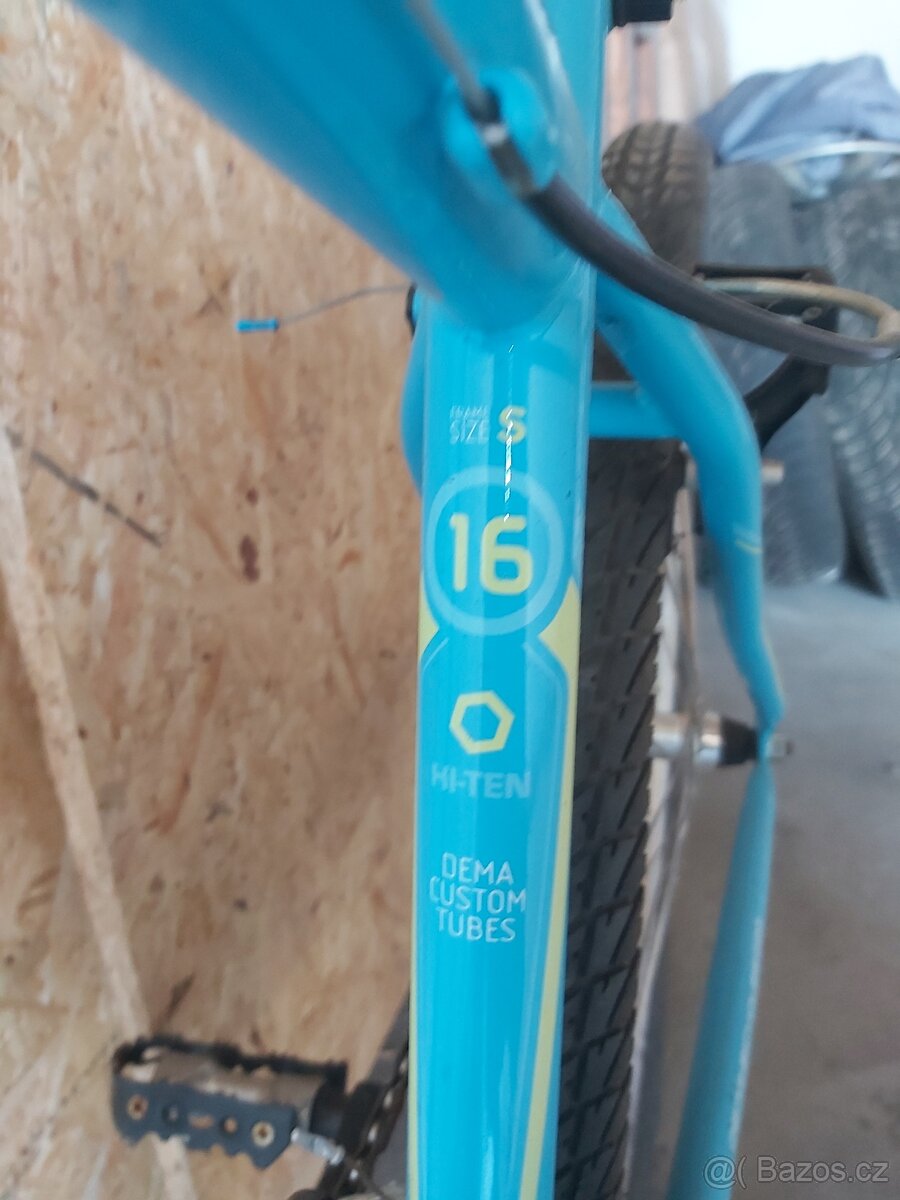 FRAME
SIZE S
16
HI-TEN
DEMA
CUSTOM
TUBES
@( Bazos.cz